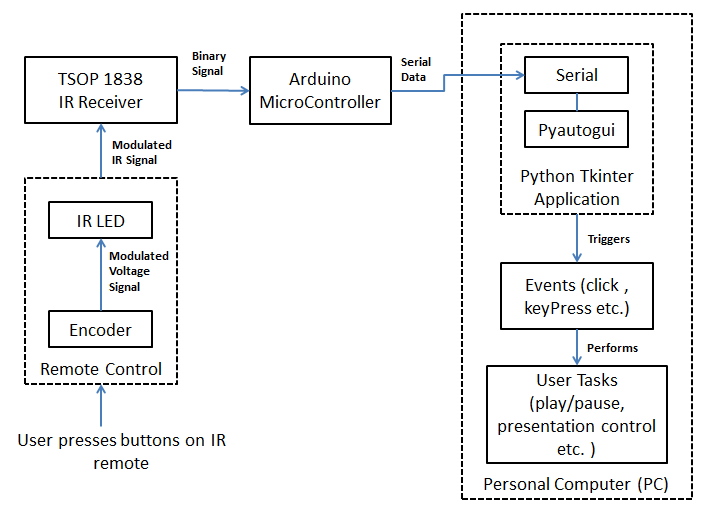 TSOP 1838
IR Receiver
Binary
Signal
Arduino
MicroController
Serial
Data
Serial
Pyautogui
Python Tkinter
Application
Modulated
IR Signal
IR LED
Modulated
Voltage
Signal
Encoder
Remote Control
User presses buttons on IR
remote
Triggers
Events (click ,
keyPress etc.)
Performs
User Tasks
(play/pause,
presentation control
etc. )
Personal Computer (PC)